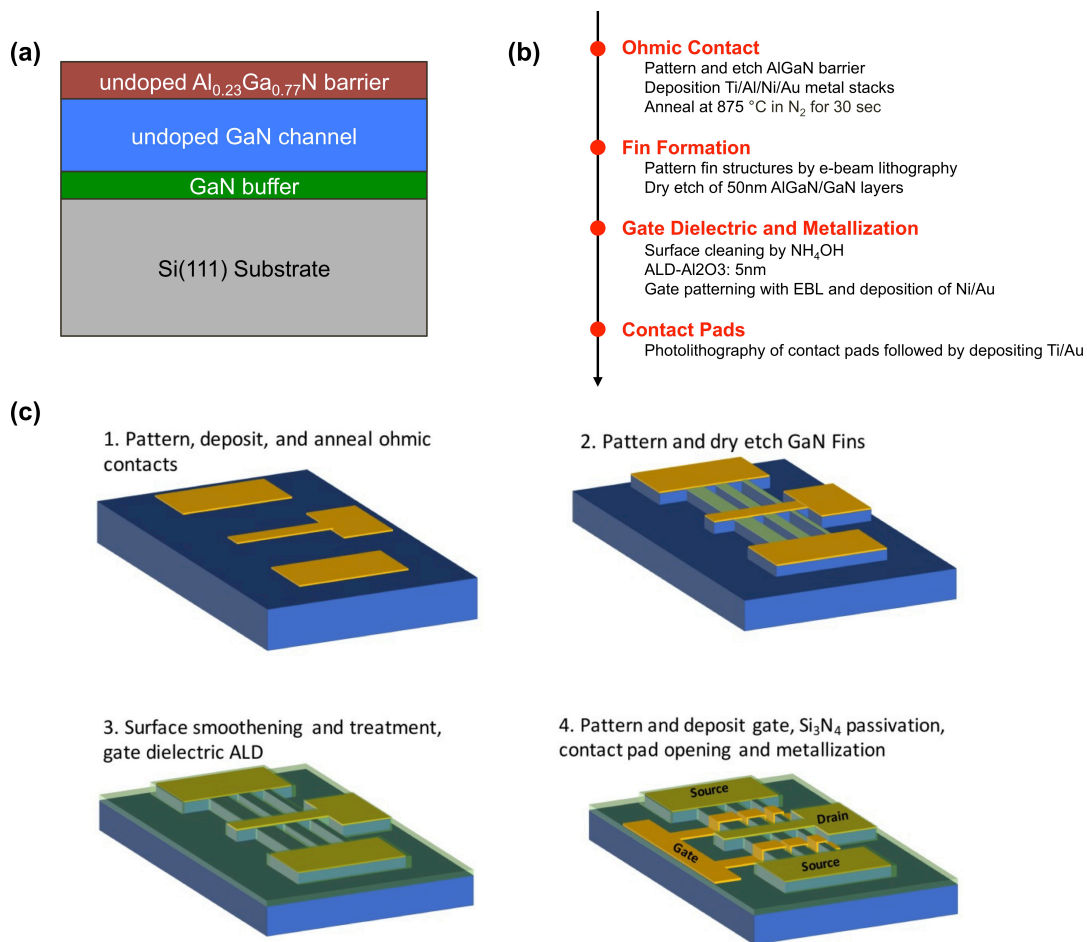 (a)
undoped Al₀.₂₃Ga₀.₇₇N barrier
undoped GaN channel
GaN buffer
Si(111) Substrate
(b)
Ohmic Contact
Pattern and etch AlGaN barrier
Deposition Ti/Al/Ni/Au metal stacks
Anneal at 875 °C in N₂ for 30 sec
Fin Formation
Pattern fin structures by e-beam lithography
Dry etch of 50nm AlGaN/GaN layers
Gate Dielectric and Metallization
Surface cleaning by NH₄OH
ALD-Al2O3: 5nm
Gate patterning with EBL and deposition of Ni/Au
Contact Pads
Photolithography of contact pads followed by depositing Ti/Au
(c)
1. Pattern, deposit, and anneal ohmic
contacts
2. Pattern and dry etch GaN Fins
3. Surface smoothening and treatment,
gate dielectric ALD
4. Pattern and deposit gate, Si₃N₄ passivation,
contact pad opening and metallization
Source
Drain
Gate
Source